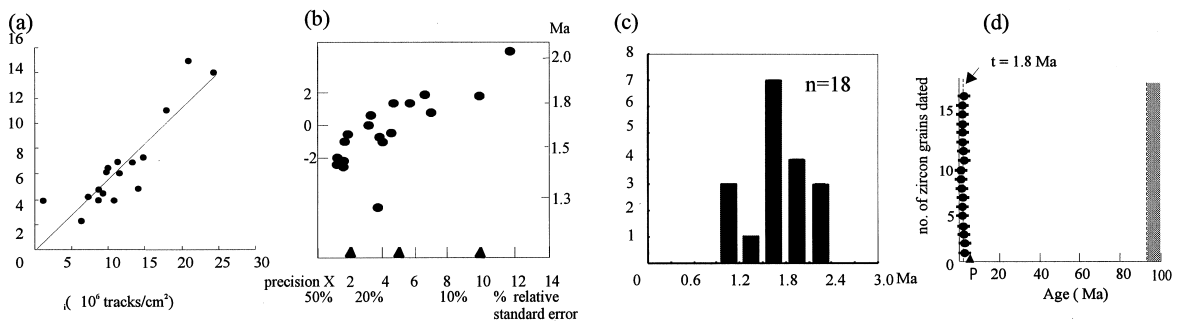 (a)
16
14
12
10
8
6
4
2
0
5
10
15
20
25
30
i( 10⁶ tracks/cm²)
(b)
Ma
2.0
1.8
1.5
1.3
2
0
-2
precision X 2 4 6 8 10 12 14
50% 20% 10% % relative
standard error
(c)
8
7
6
5
4
3
2
1
n=18
0 0.6 1.2 1.8 2.4 3.0 Ma
(d)
t = 1.8 Ma
no. of zircon grains dated
15
10
5
0
P 20 40 60 80 100
Age ( Ma)